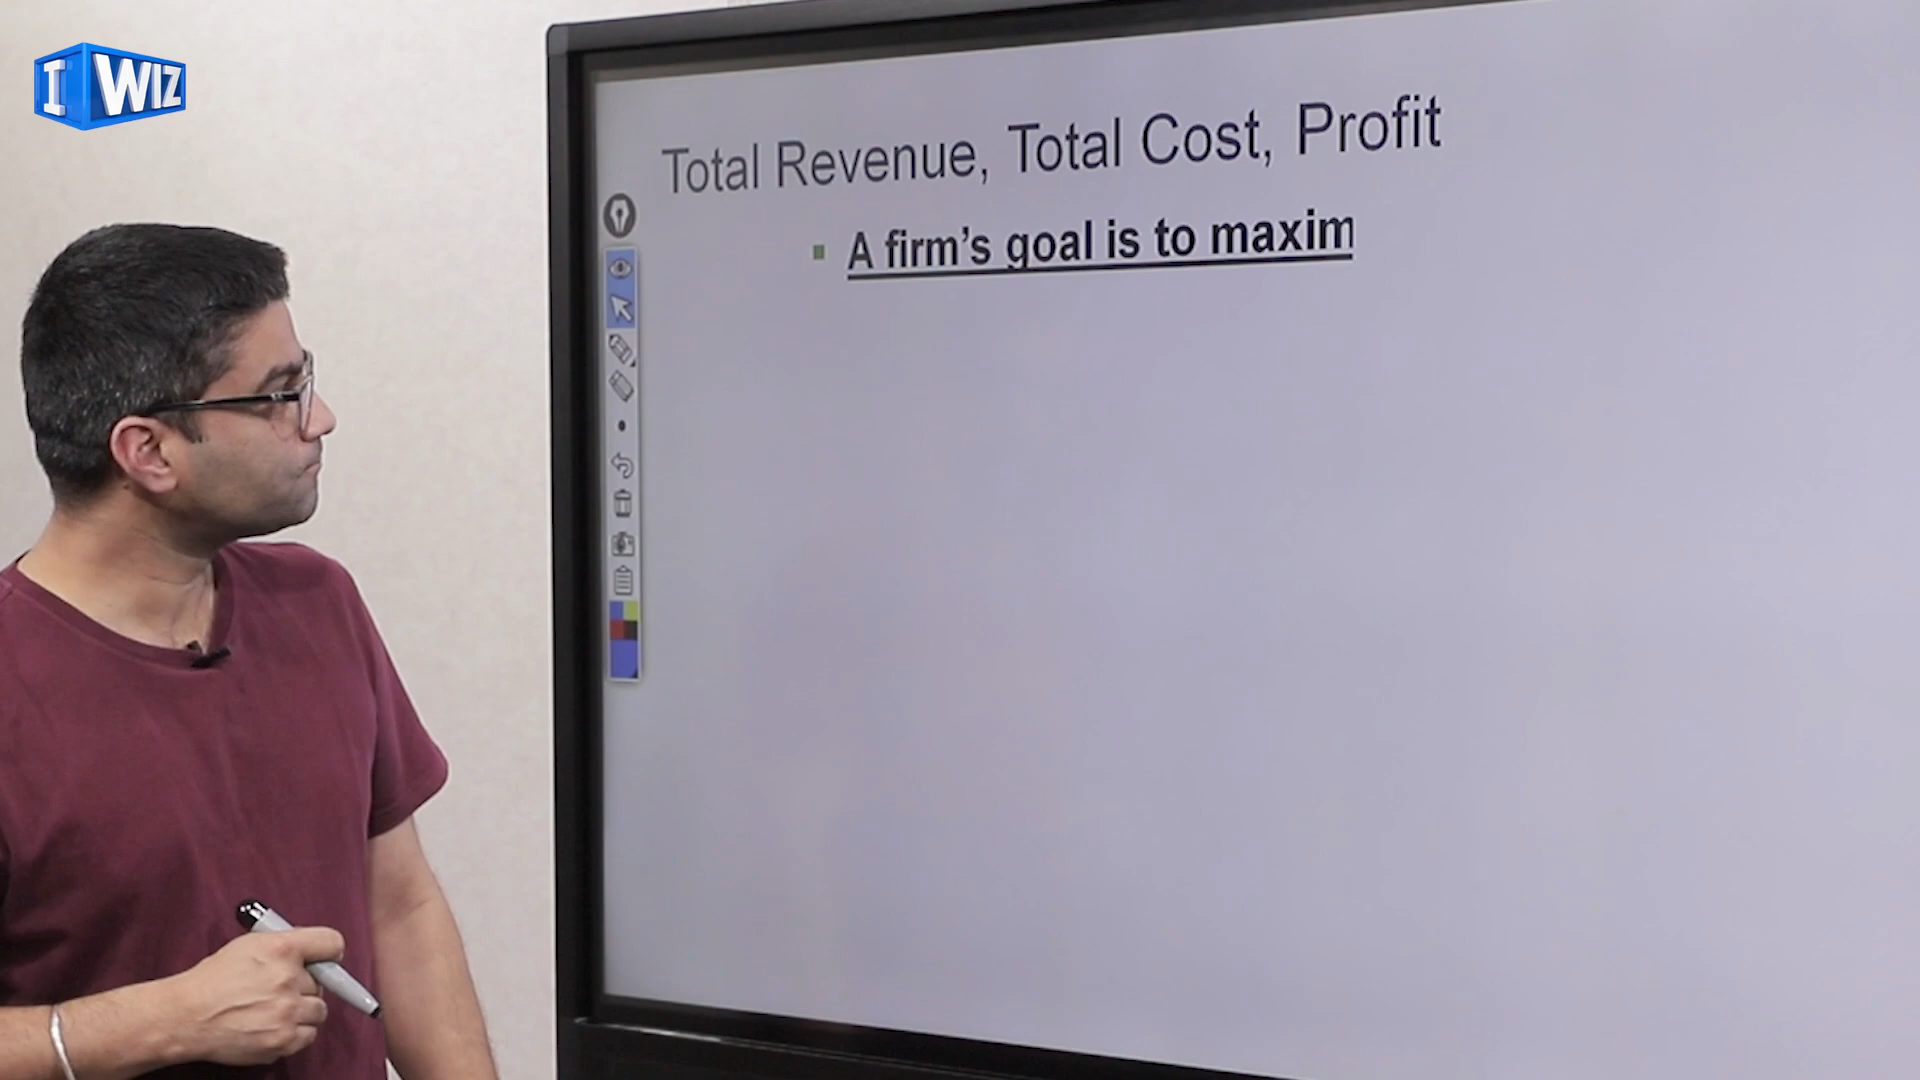 I WIZ
Total Revenue, Total Cost, Profit
A firm's goal is to maxim